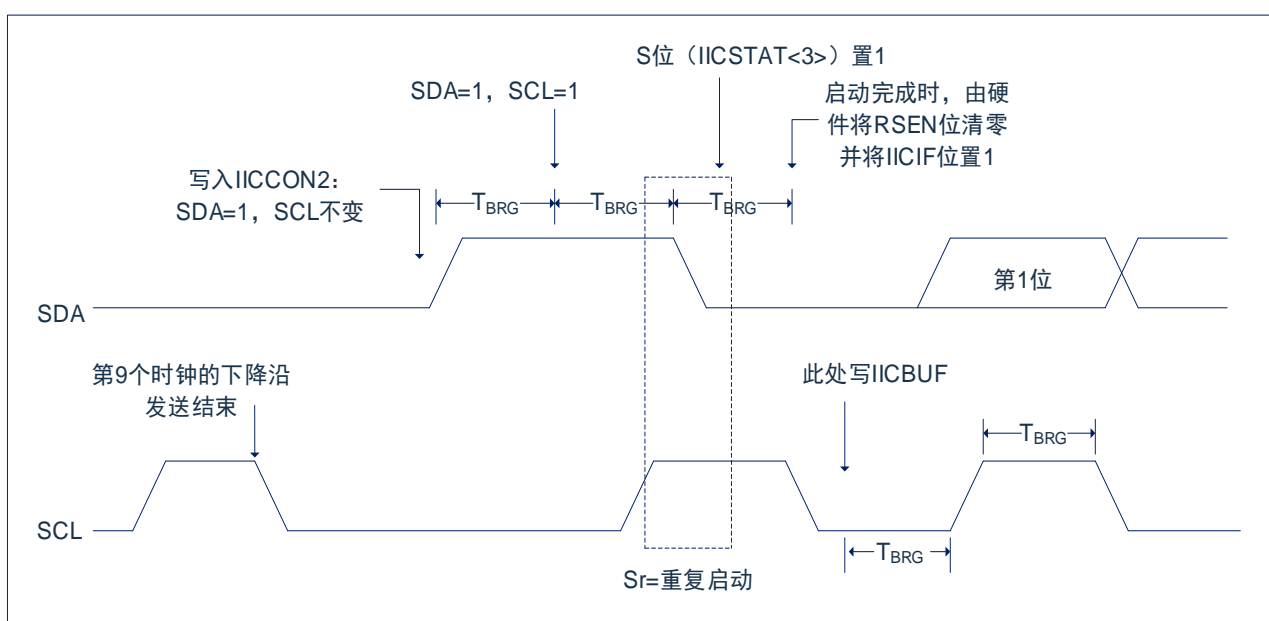 S位（IICSTAT<3>）置1
SDA=1，SCL=1
启动完成时，由硬
件将RSEN位清零
并将IICIF位置1
写入IICCON2：
SDA=1，SCL不变
TBRG
TBRG
TBRG
第1位
SDA
第9个时钟的下降沿
发送结束
此处写IICBUF
TBRG
SCL
TBRG
Sr=重复启动